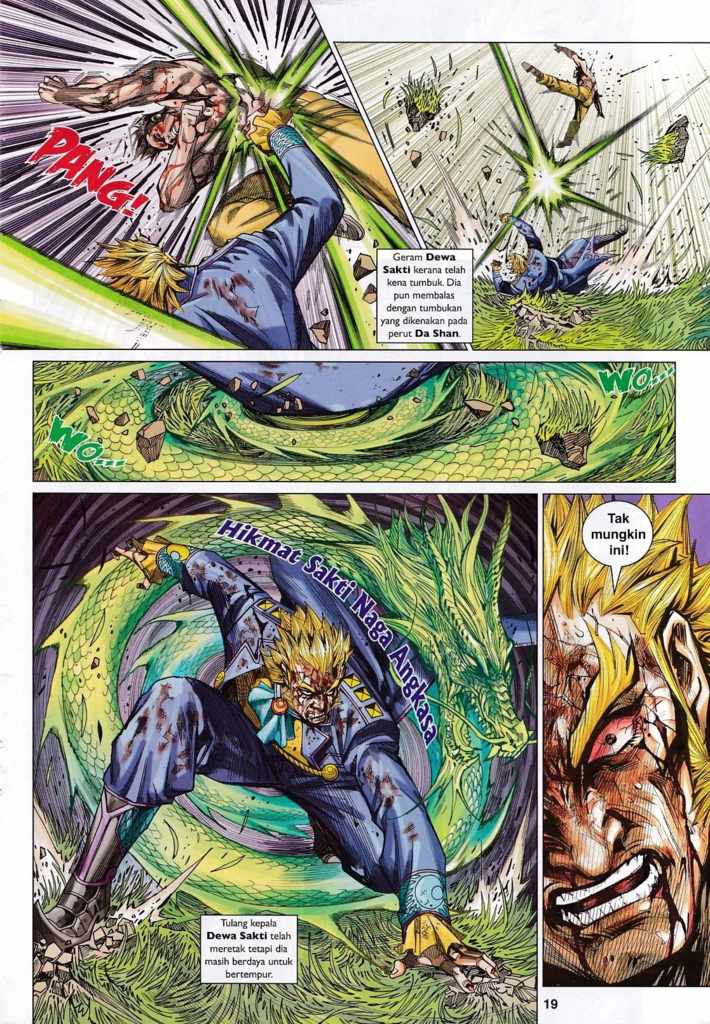 PANG!
Geram Dewa
Sakti kerana telah
kena tumbuk. Dia
pun membalas
dengan tumbukan
yang dikenakan pada
perut Da Shan.
WO...
WO...
Hikmat Sakti Naga Angkasa
Tak
mungkin
ini!
Tulang kepala
Dewa Sakti telah
meretak tetapi dia
masih berdaya untuk
bertempur.
19